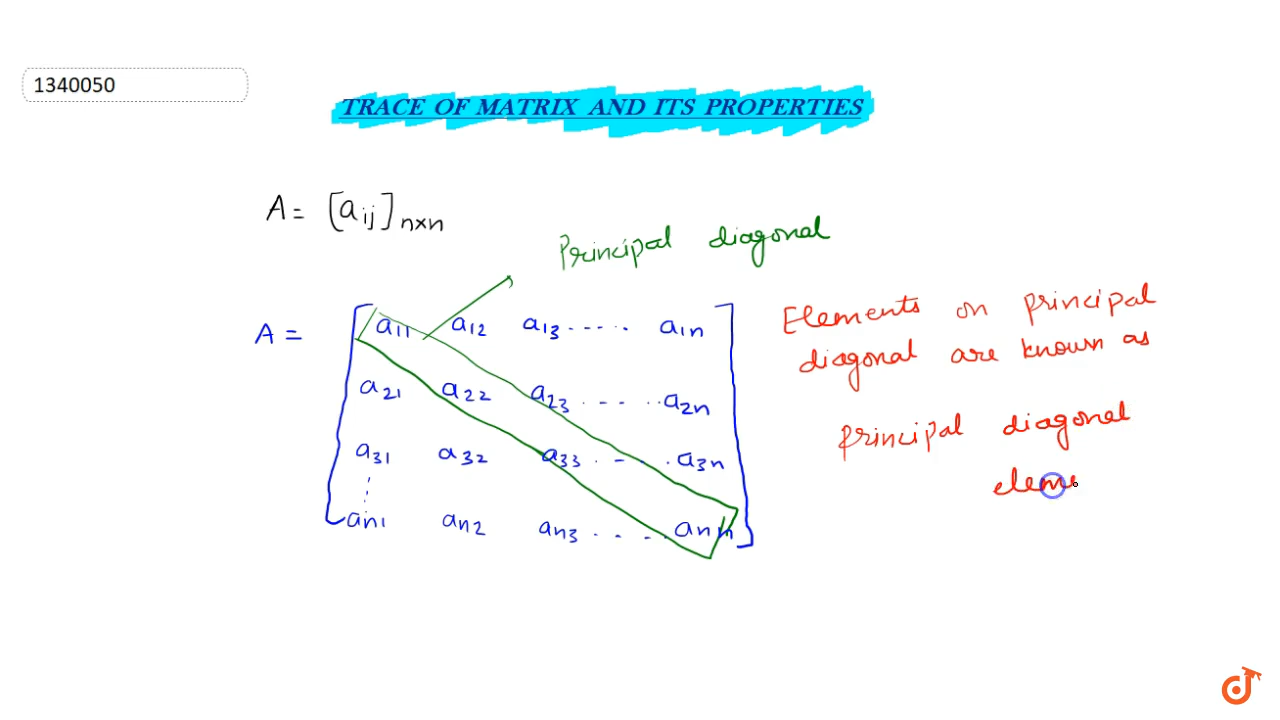 1340050
TRACE OF MATRIX AND ITS PROPERTIES
A = [aij]n×n
Principal diagonal
A = [a11 a12 a13 ..... a1n
a21 a22 a23 .... a2n
a31 a32 a33 .... a3n
an1 an2 an3 .... ann]
Elements on principal
diagonal are known as
principal diagonal
elem